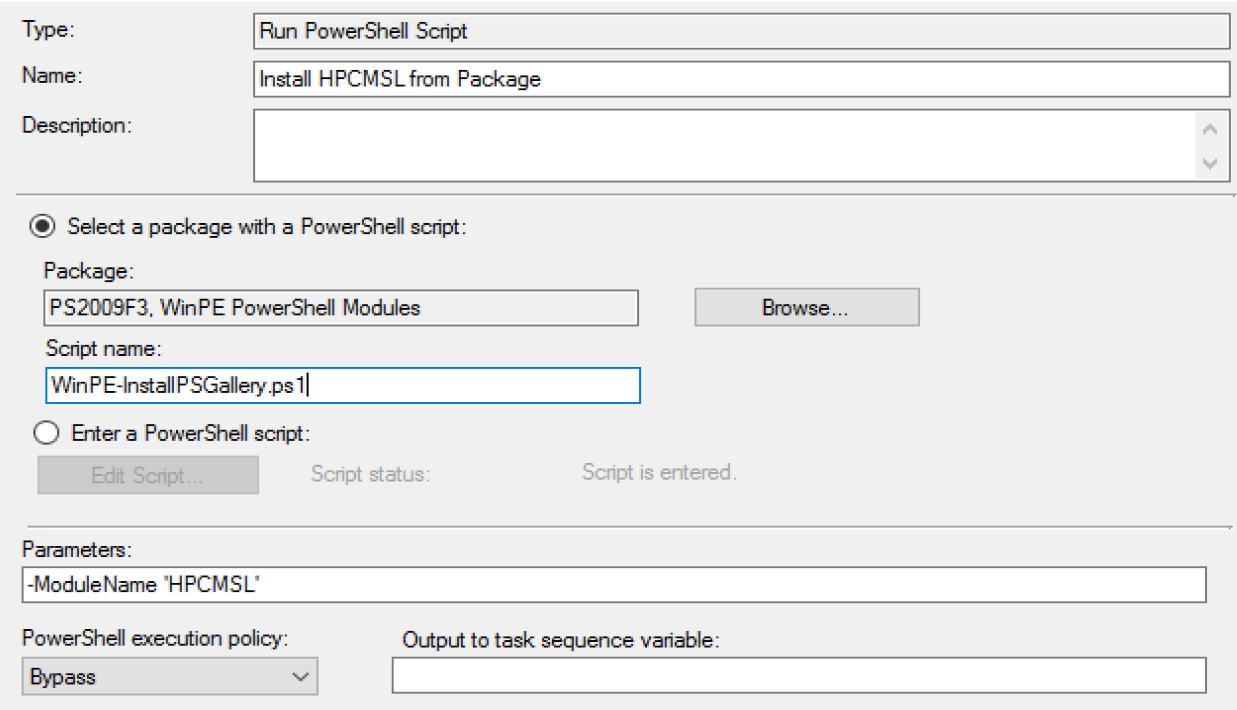 Type:
Run PowerShell Script
Name:
Install HPCMSL from Package
Description:
Select a package with a PowerShell script:
Package:
PS2009F3, WinPE PowerShell Modules
Browse...
Script name:
WinPE-InstallPSGallery.ps1
Enter a PowerShell script:
Edit Script...
Script status:
Script is entered.
Parameters:
-ModuleName "HPCMSL"
PowerShell execution policy:
Output to task sequence variable:
Bypass